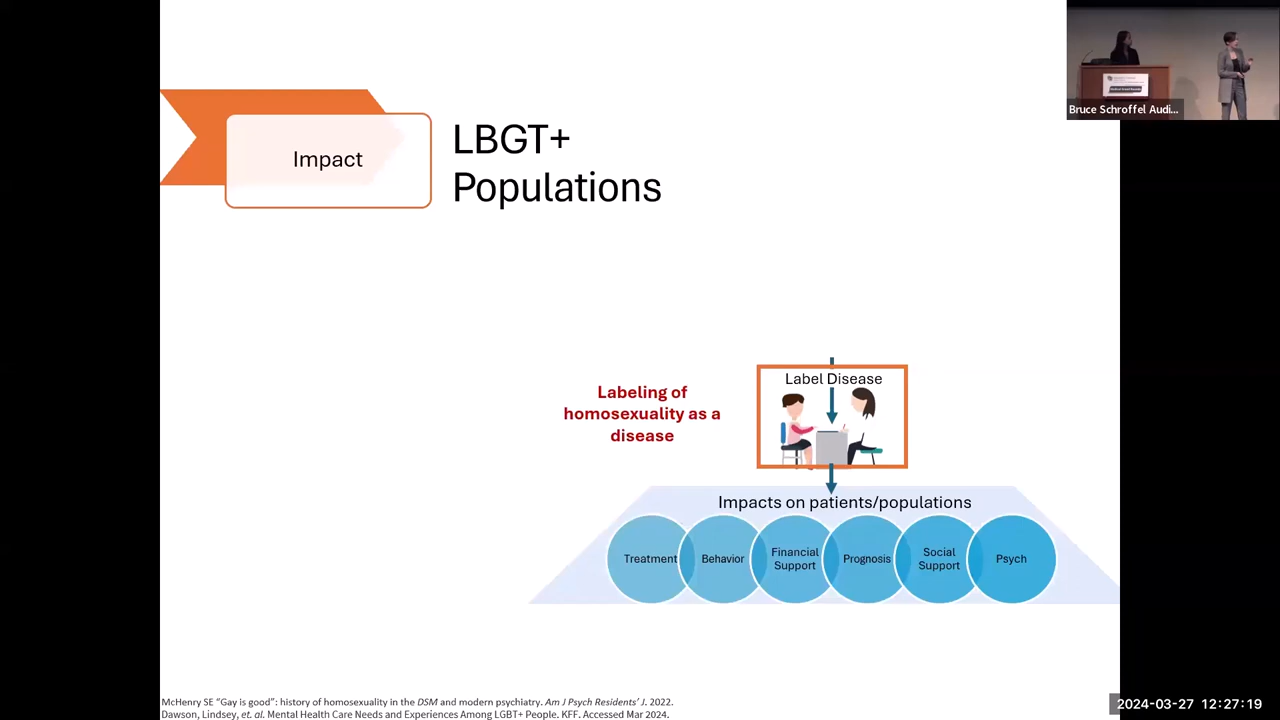 Bruce Schroffel Audi...
Impact
LBGT+
Populations
Label Disease
Labeling of
homosexuality as a
disease
Impacts on patients/populations
Treatment
Behavior
Financial
Support
Prognosis
Social
Support
Psych
McHenry SE “Gay is good”: history of homosexuality in the DSM and modern psychiatry. Am J Psych Residents’ J. 2022.
Dawson, Lindsey, et. al. Mental Health Care Needs and Experiences Among LGBT+ People. KFF. Accessed Mar 2024.
2024-03-27 12:27:19